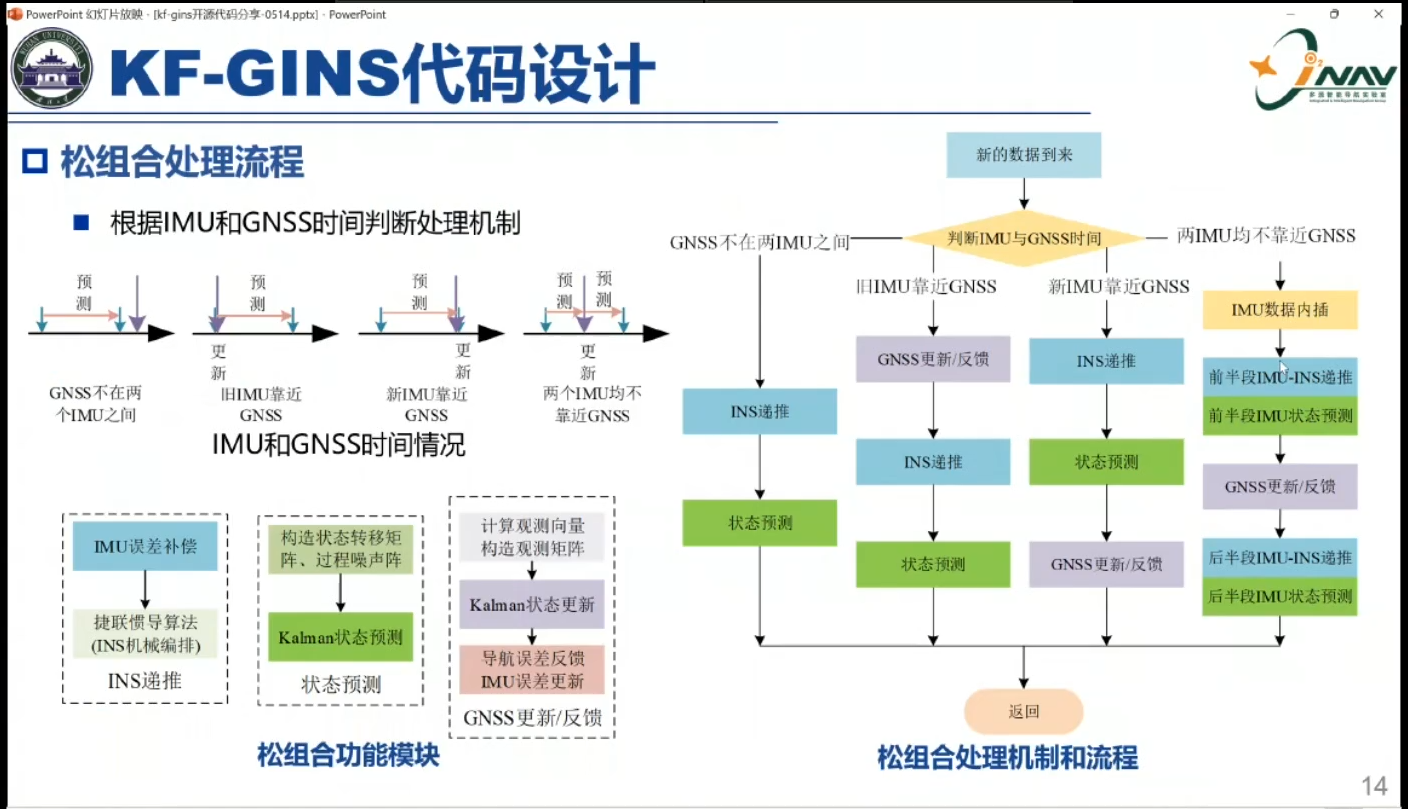 PowerPoint 幻灯片放映 - [kf-gins开源代码分享-0514.pptx] - PowerPoint
WUHAN UNIVERSITY
KF-GINS代码设计
i2NAV
多源智能导航实验室
Integrated & Intelligent Navigation Group
松组合处理流程
根据IMU和GNSS时间判断处理机制
预
测
GNSS不在两
个IMU之间
预
测
更
新
旧IMU靠近
GNSS
预
测
更
新
新IMU靠近
GNSS
预
测
预
测
更
新
两个IMU均不
靠近GNSS
IMU和GNSS时间情况
IMU误差补偿
捷联惯导算法
(INS机械编排)
INS递推
构造状态转移矩
阵、过程噪声阵
Kalman状态预测
状态预测
计算观测向量
构造观测矩阵
Kalman状态更新
导航误差反馈
IMU误差更新
GNSS更新/反馈
松组合功能模块
新的数据到来
判断IMU与GNSS时间
GNSS不在两IMU之间
INS递推
状态预测
旧IMU靠近GNSS
GNSS更新/反馈
INS递推
状态预测
新IMU靠近GNSS
INS递推
状态预测
GNSS更新/反馈
两IMU均不靠近GNSS
IMU数据内插
前半段IMU-INS递推
前半段IMU状态预测
GNSS更新/反馈
后半段IMU-INS递推
后半段IMU状态预测
返回
松组合处理机制和流程
14